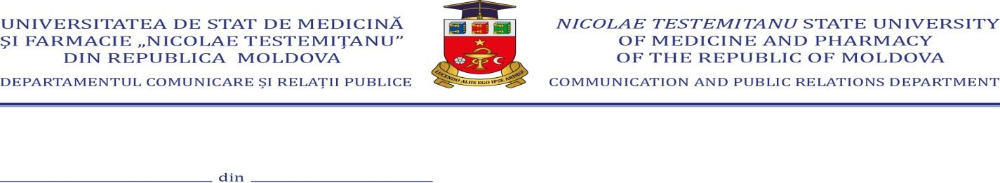 UNIVERSITATEA DE STAT DE MEDICINĂ
ŞI FARMACIE „NICOLAE TESTEMIŢANU”
DIN REPUBLICA MOLDOVA
DEPARTAMENTUL COMUNICARE ŞI RELAŢII PUBLICE
LUCENDO ALIIS EGO IPSE ARDEO!
NICOLAE TESTEMITANU STATE UNIVERSITY
OF MEDICINE AND PHARMACY
OF THE REPUBLIC OF MOLDOVA
COMMUNICATION AND PUBLIC RELATIONS DEPARTMENT
____________ din ____________